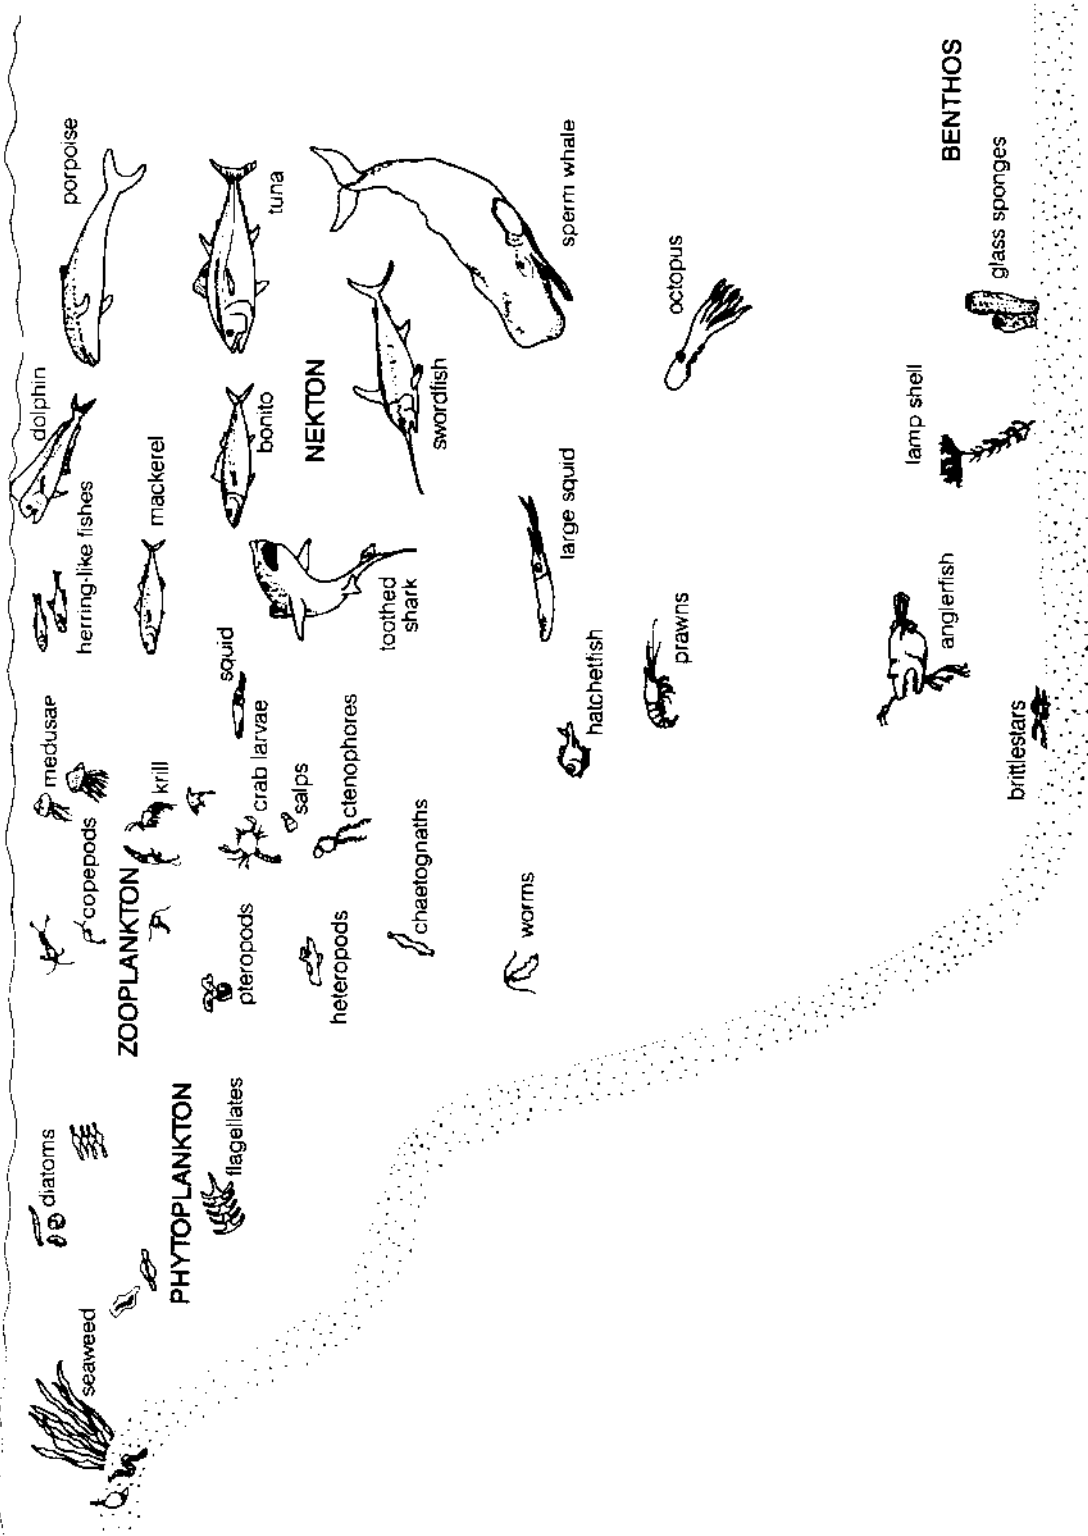 seaweed
diatoms
PHYTOPLANKTON
flagellates
ZOOPLANKTON
copepods
medusae
krill
pteropods
crab larvae
squid
salps
heteropods
ctenophores
chaetognaths
worms
herring-like fishes
dolphin
porpoise
mackerel
bonito
tuna
NEKTON
toothed
shark
swordfish
sperm whale
large squid
hatchetfish
prawns
octopus
anglerfish
lamp shell
BENTHOS
glass sponges
brittlestars